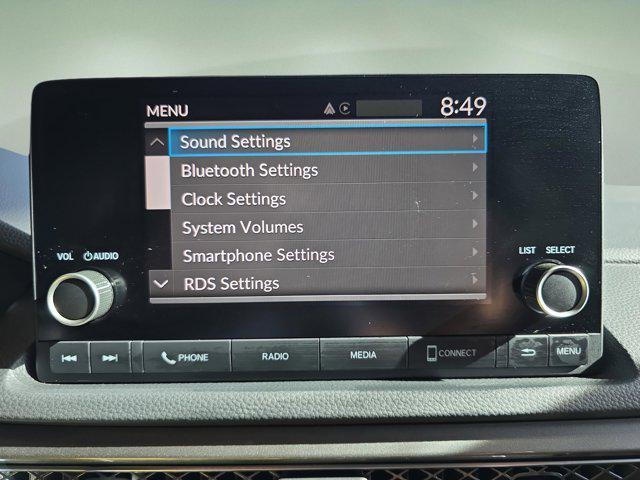 MENU 8:49
Sound Settings
Bluetooth Settings
Clock Settings
System Volumes
Smartphone Settings
RDS Settings
VOL AUDIO
LIST SELECT
PHONE RADIO MEDIA CONNECT MENU